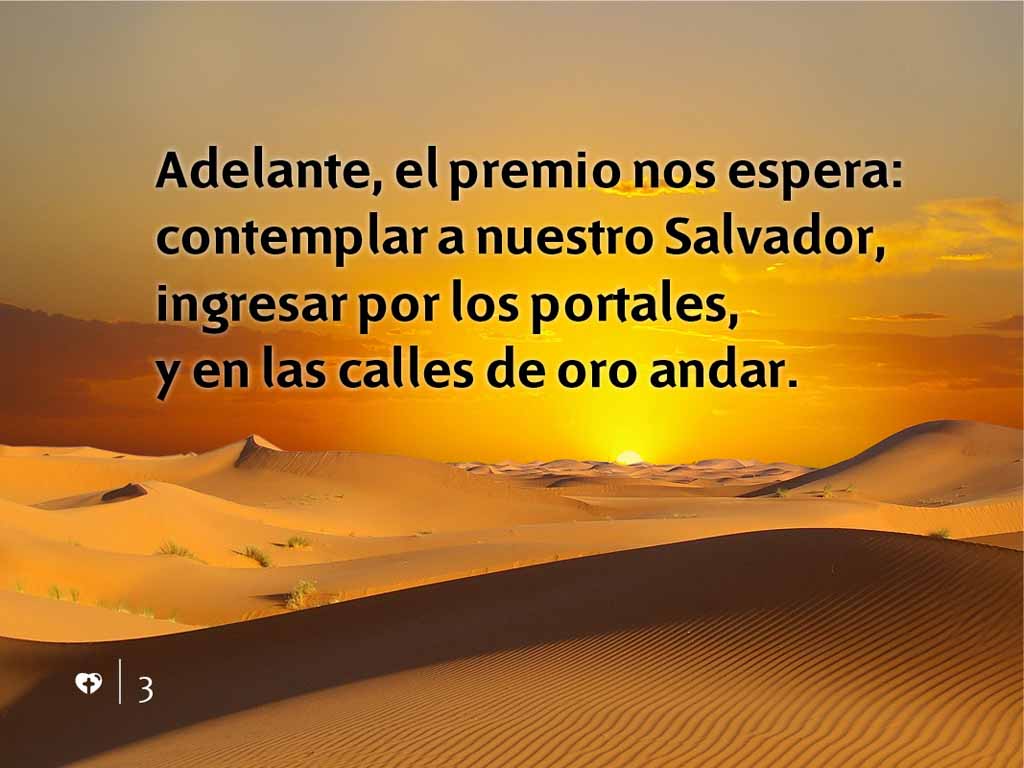 Adelante, el premio nos espera:
contemplar a nuestro Salvador,
ingresar por los portales,
y en las calles de oro andar.
3